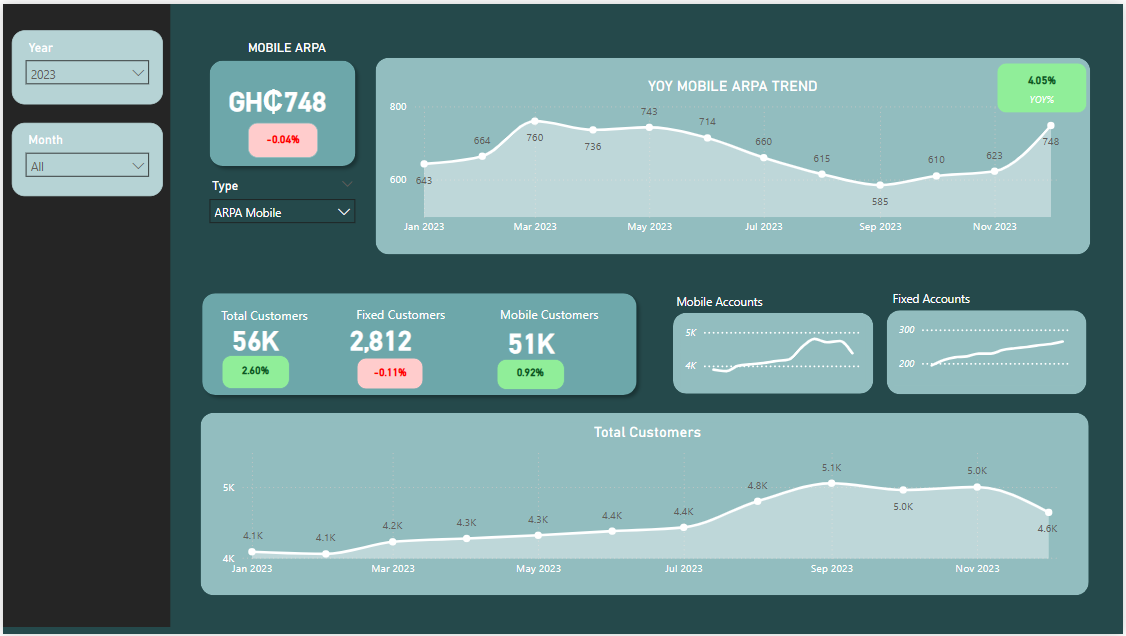 Year
2023
Month
All
MOBILE ARPA
GH₵748
-0.04%
Type
ARPA Mobile
YOY MOBILE ARPA TREND
4.05%
YOY%
800
600
643
664
760
736
743
714
660
615
585
610
623
748
Jan 2023
Mar 2023
May 2023
Jul 2023
Sep 2023
Nov 2023
Total Customers
56K
2.60%
Fixed Customers
2,812
-0.11%
Mobile Customers
51K
0.92%
Mobile Accounts
5K
4K
Fixed Accounts
300
200
Total Customers
5K
4K
4.1K
4.1K
4.2K
4.3K
4.3K
4.4K
4.4K
4.8K
5.1K
5.0K
5.0K
4.6K
Jan 2023
Mar 2023
May 2023
Jul 2023
Sep 2023
Nov 2023